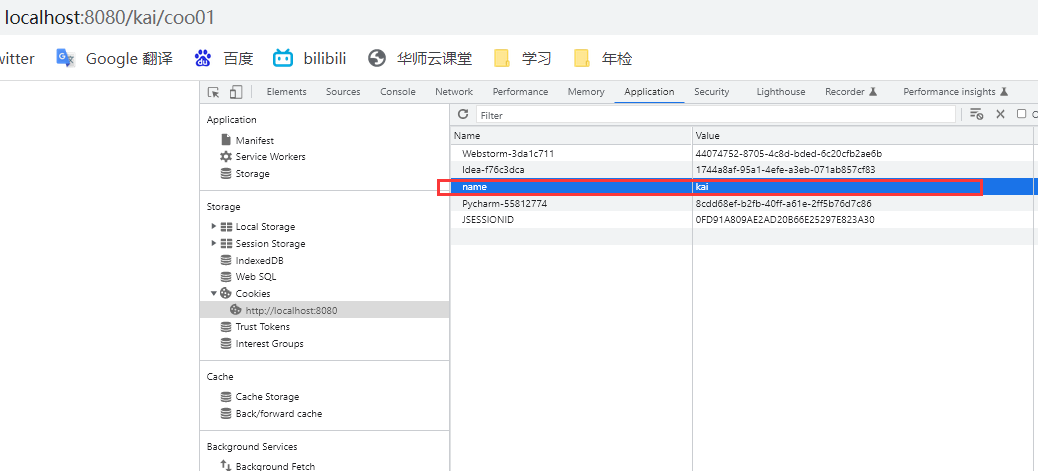 localhost:8080/kai/coo01
witter Google 翻译 百度 bilibili 华师云课堂 学习 年检
Elements Sources Console Network Performance Memory Application Security Lighthouse Recorder Performance insights
Application
Manifest
Service Workers
Storage
Storage
Local Storage
Session Storage
IndexedDB
Web SQL
Cookies
http://localhost:8080
Trust Tokens
Interest Groups
Cache
Cache Storage
Back/forward cache
Background Services
Background Fetch
Filter
Name Value
Webstorm-3da1c711 44074752-8705-4c8d-bded-6c20cfb2ae6b
Idea-f76c3dca 1744a8af-95a1-4efe-a3eb-071ab857cf83
name kai
Pycharm-55812774 8cdd68ef-b2fb-40ff-a61e-2ff5b76d7c86
JSESSIONID 0FD91A809AE2AD20B66E25297E823A30